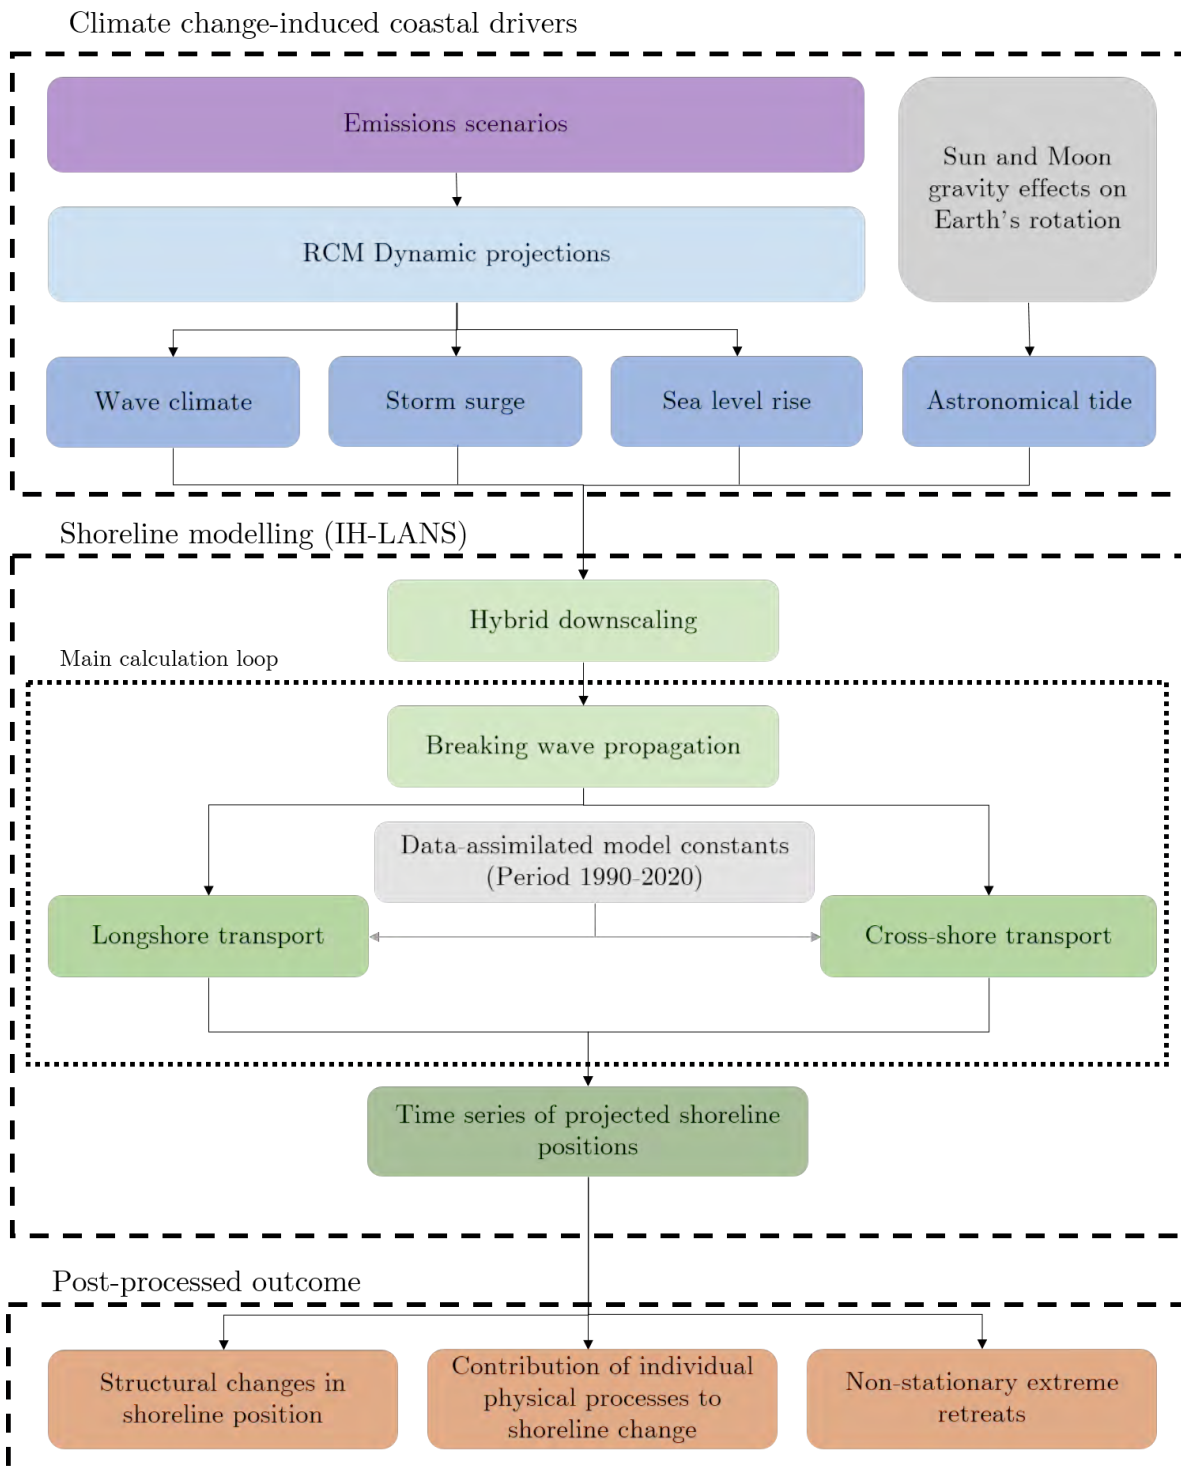 Climate change-induced coastal drivers
Emissions scenarios
Sun and Moon
gravity effects on
Earth's rotation
RCM Dynamic projections
Wave climate
Storm surge
Sea level rise
Astronomical tide
Shoreline modelling (IH-LANS)
Hybrid downscaling
Main calculation loop
Breaking wave propagation
Data-assimilated model constants
(Period 1990-2020)
Longshore transport
Cross-shore transport
Time series of projected shoreline
positions
Post-processed outcome
Structural changes in
shoreline position
Contribution of individual
physical processes to
shoreline change
Non-stationary extreme
retreats